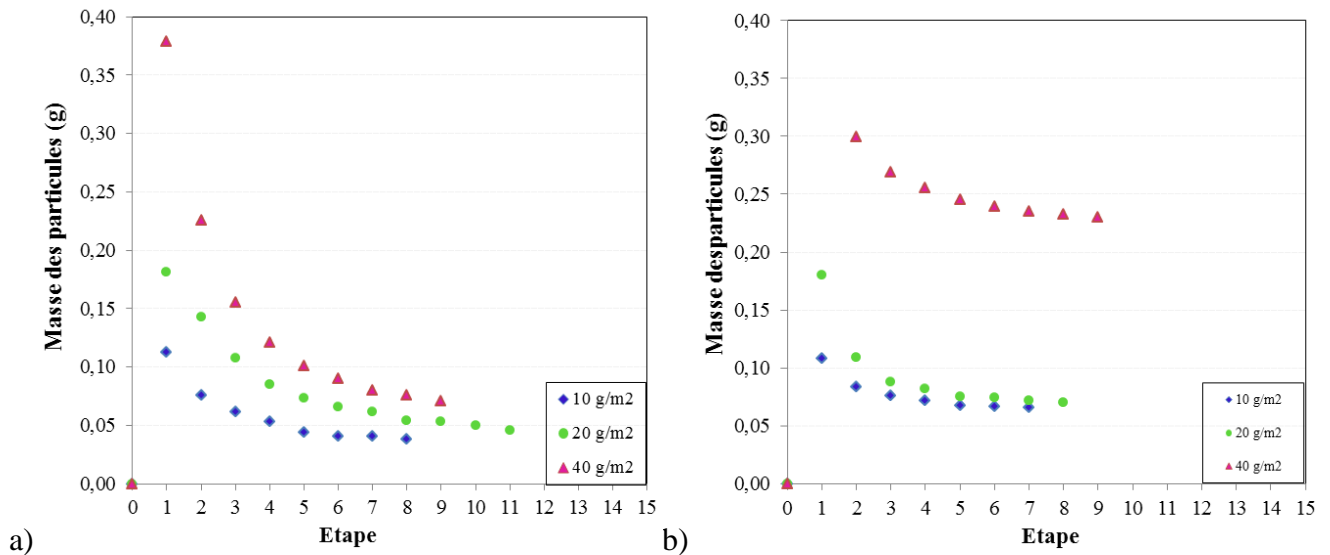 a)
Masse des particules (g)
0,40
0,35
0,30
0,25
0,20
0,15
0,10
0,05
0,00
0 1 2 3 4 5 6 7 8 9 10 11 12 13 14 15
Etape
10 g/m2
20 g/m2
40 g/m2
b)
Masse desparticules (g)
0,40
0,35
0,30
0,25
0,20
0,15
0,10
0,05
0,00
0 1 2 3 4 5 6 7 8 9 10 11 12 13 14 15
Etape
10 g/m2
20 g/m2
40 g/m2